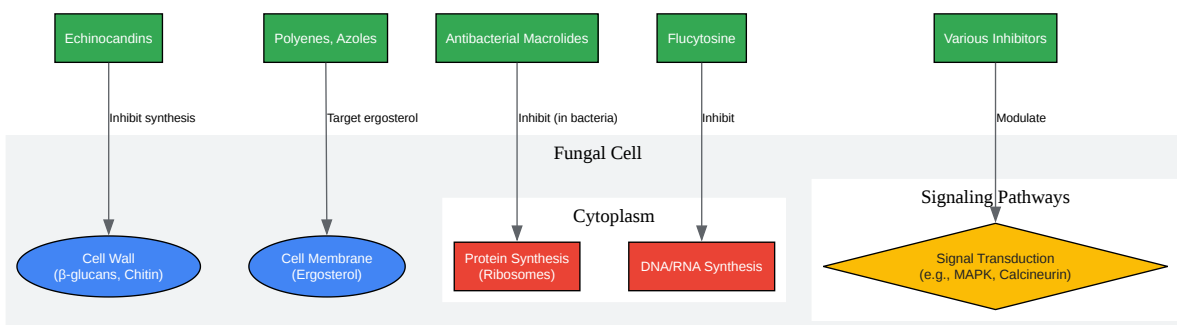 Echinocandins
Polyenes, Azoles
Antibacterial Macrolides
Flucytosine
Various Inhibitors
Inhibit synthesis
Target ergosterol
Inhibit (in bacteria)
Inhibit
Modulate
Fungal Cell
Signaling Pathways
Cytoplasm
Cell Wall
(β-glucans, Chitin)
Cell Membrane
(Ergosterol)
Protein Synthesis
(Ribosomes)
DNA/RNA Synthesis
Signal Transduction
(e.g., MAPK, Calcineurin)